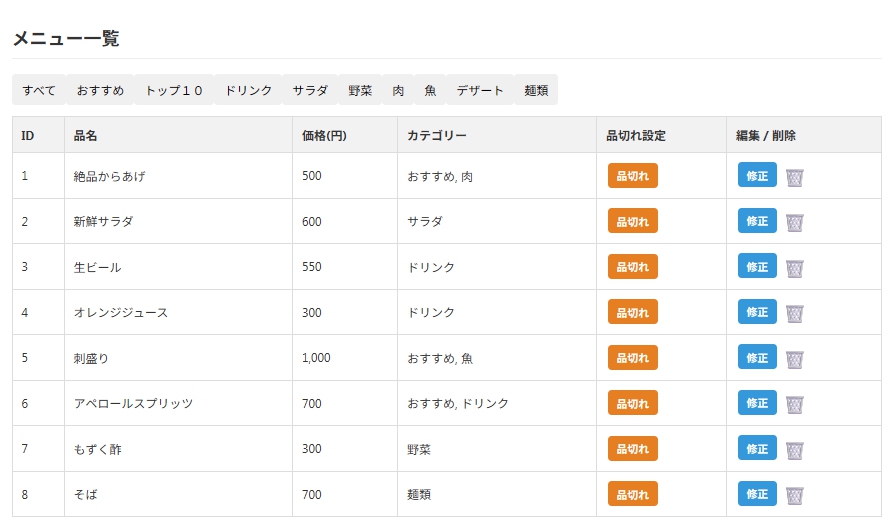 メニュー一覧
すべて おすすめ トップ１０ ドリンク サラダ 野菜 肉 魚 デザート 麺類
ID 品名 価格(円) カテゴリー 品切れ設定 編集 / 削除
1 絶品からあげ 500 おすすめ, 肉 品切れ 修正
2 新鮮サラダ 600 サラダ 品切れ 修正
3 生ビール 550 ドリンク 品切れ 修正
4 オレンジジュース 300 ドリンク 品切れ 修正
5 刺盛り 1,000 おすすめ, 魚 品切れ 修正
6 アペロールスプリッツ 700 おすすめ, ドリンク 品切れ 修正
7 もずく酢 300 野菜 品切れ 修正
8 そば 700 麺類 品切れ 修正